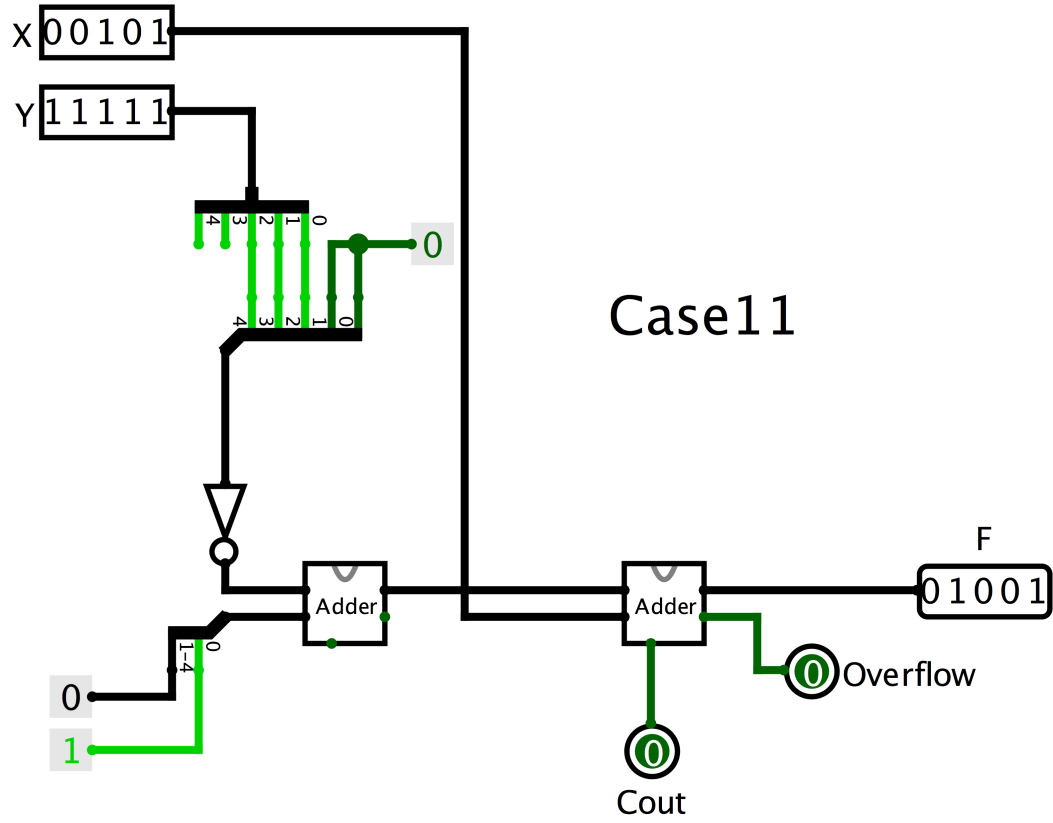 X 00101
Y 11111
4 3 2 1 0
0
4 3 2 1 0
Case11
F
Adder
Adder
01001
1-4 0
0
0 Overflow
1
0
Cout